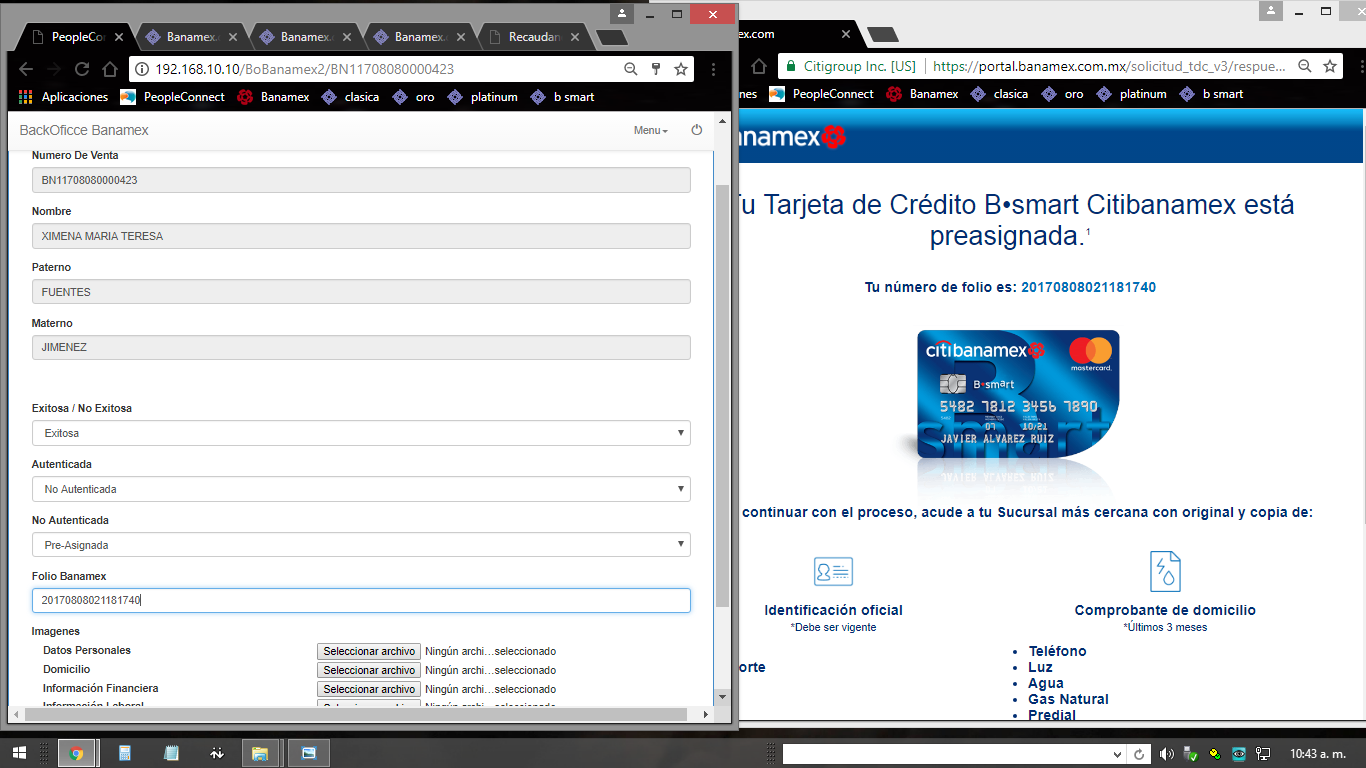 PeopleCon
Banamex.
Banamex.
Banamex.
Recaudan
192.168.10.10/BoBanamex2/BN11708080000423
Aplicaciones PeopleConnect Banamex clasica oro platinum b smart
BackOficce Banamex Menu
Numero De Venta
BN11708080000423
Nombre
XIMENA MARIA TERESA
Paterno
FUENTES
Materno
JIMENEZ
Exitosa / No Exitosa
Exitosa
Autenticada
No Autenticada
No Autenticada
Pre-Asignada
Folio Banamex
20170808021181740
Imagenes
Datos Personales Seleccionar archivo Ningún archi...seleccionado
Domicilio Seleccionar archivo Ningún archi...seleccionado
Información Financiera Seleccionar archivo Ningún archi...seleccionado
Información Laboral
ex.com
Citigroup Inc. [US] https://portal.banamex.com.mx/solicitud_tdc_v3/respue...
nes PeopleConnect Banamex clasica oro platinum b smart
anamex
Tu Tarjeta de Crédito B•smart Citibanamex está
preasignada.1
Tu número de folio es: 20170808021181740
citibanamex
mastercard.
B•smart
5482 7812 3456 7890
07 10/21
JAVIER ALVAREZ RUIZ
smart
continuar con el proceso, acude a tu Sucursal más cercana con original y copia de:
Identificación oficial
*Debe ser vigente
orte
Comprobante de domicilio
*Últimos 3 meses
• Teléfono
• Luz
• Agua
• Gas Natural
• Predial
10:43 a. m.